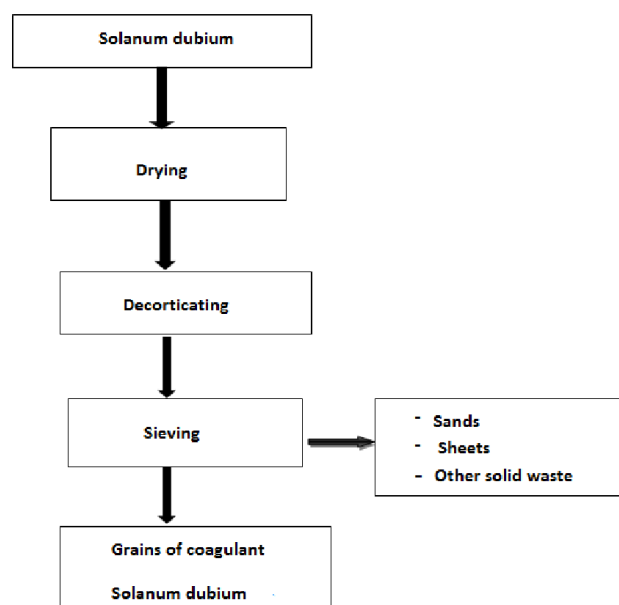 Solanum dubium
Drying
Decorticating
Sieving
- Sands
- Sheets
- Other solid waste
Grains of coagulant
Solanum dubium